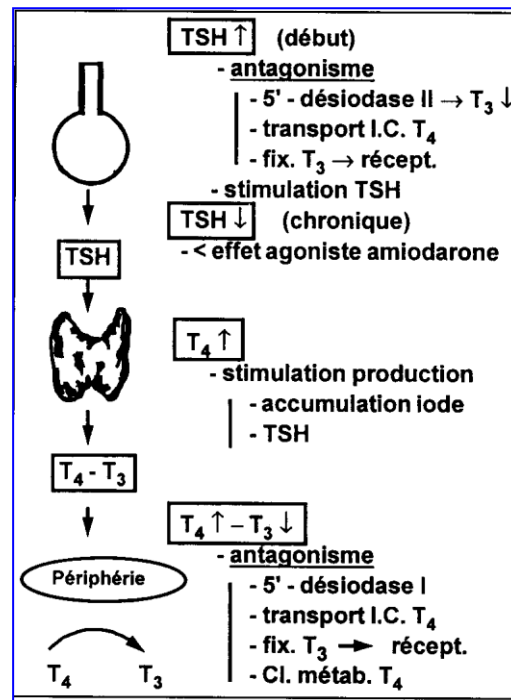 TSH ↑ (début)
- antagonisme
- 5' - désiodase II → T₃ ↓
- transport I.C. T₄
- fix. T₃ → récept.
- stimulation TSH
TSH ↓ (chronique)
- < effet agoniste amiodarone
TSH
T₄ ↑
- stimulation production
- accumulation iode
- TSH
T₄ - T₃
T₄ ↑ – T₃ ↓
- antagonisme
Périphérie
- 5' - désiodase I
- transport I.C. T₄
- fix. T₃ → récept.
- Cl. métab. T₄
T₄ T₃